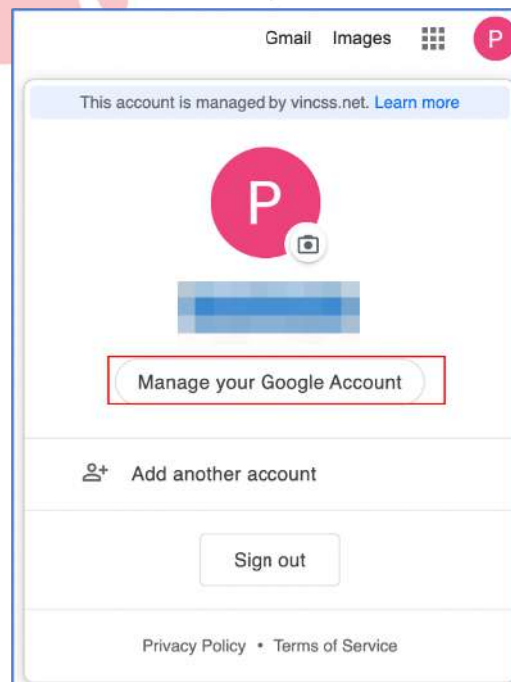 Gmail Images
P
This account is managed by vincss.net. Learn more
P
Manage your Google Account
Add another account
Sign out
Privacy Policy • Terms of Service